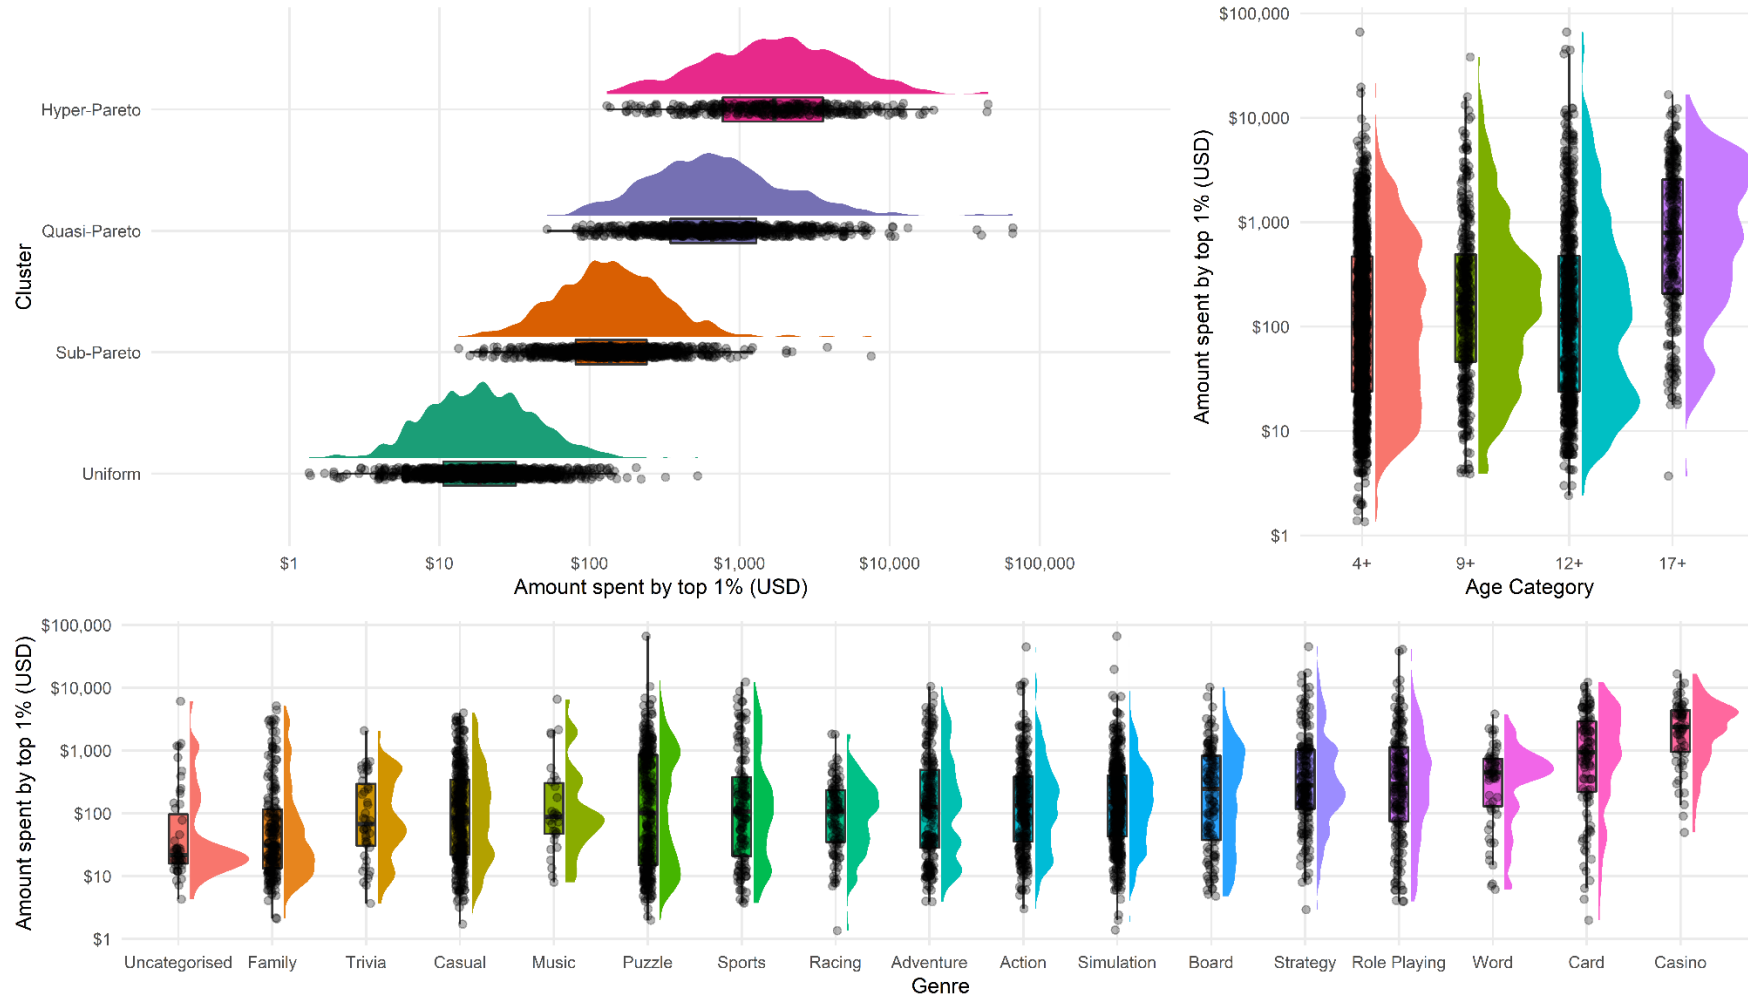 Cluster
Hyper-Pareto
Quasi-Pareto
Sub-Pareto
Uniform
$1 $10 $100 $1,000 $10,000 $100,000
Amount spent by top 1% (USD)
Amount spent by top 1% (USD)
$100,000
$10,000
$1,000
$100
$10
$1
4+ 9+ 12+ 17+
Age Category
Amount spent by top 1% (USD)
$100,000
$10,000
$1,000
$100
$10
$1
Uncategorised Family Trivia Casual Music Puzzle Sports Racing Adventure Action Simulation Board Strategy Role Playing Word Card Casino
Genre